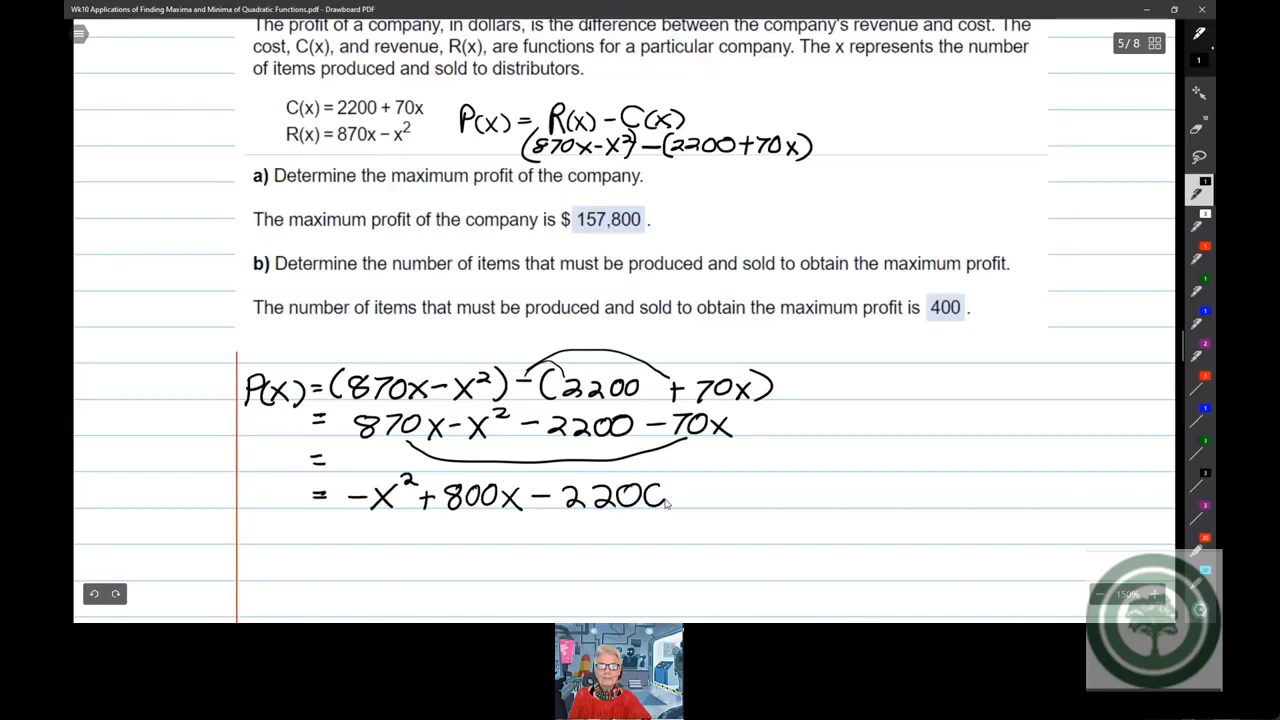 Wk10 Applications of Finding Maxima and Minima of Quadratic Functions.pdf - Drawboard PDF
The profit of a company, in dollars, is the difference between the company's revenue and cost. The
cost, C(x), and revenue, R(x), are functions for a particular company. The x represents the number
of items produced and sold to distributors.
5/8
C(x) = 2200 + 70x
R(x) = 870x – x²
P(x) = R(x) - C(x)
(870x-x²) - (2200+70x)
a) Determine the maximum profit of the company.
The maximum profit of the company is $ 157,800 .
b) Determine the number of items that must be produced and sold to obtain the maximum profit.
The number of items that must be produced and sold to obtain the maximum profit is 400 .
P(x) = (870x - x²) - (2200 + 70x)
= 870x - x² - 2200 - 70x
=
= -x² + 800x - 2200
150%